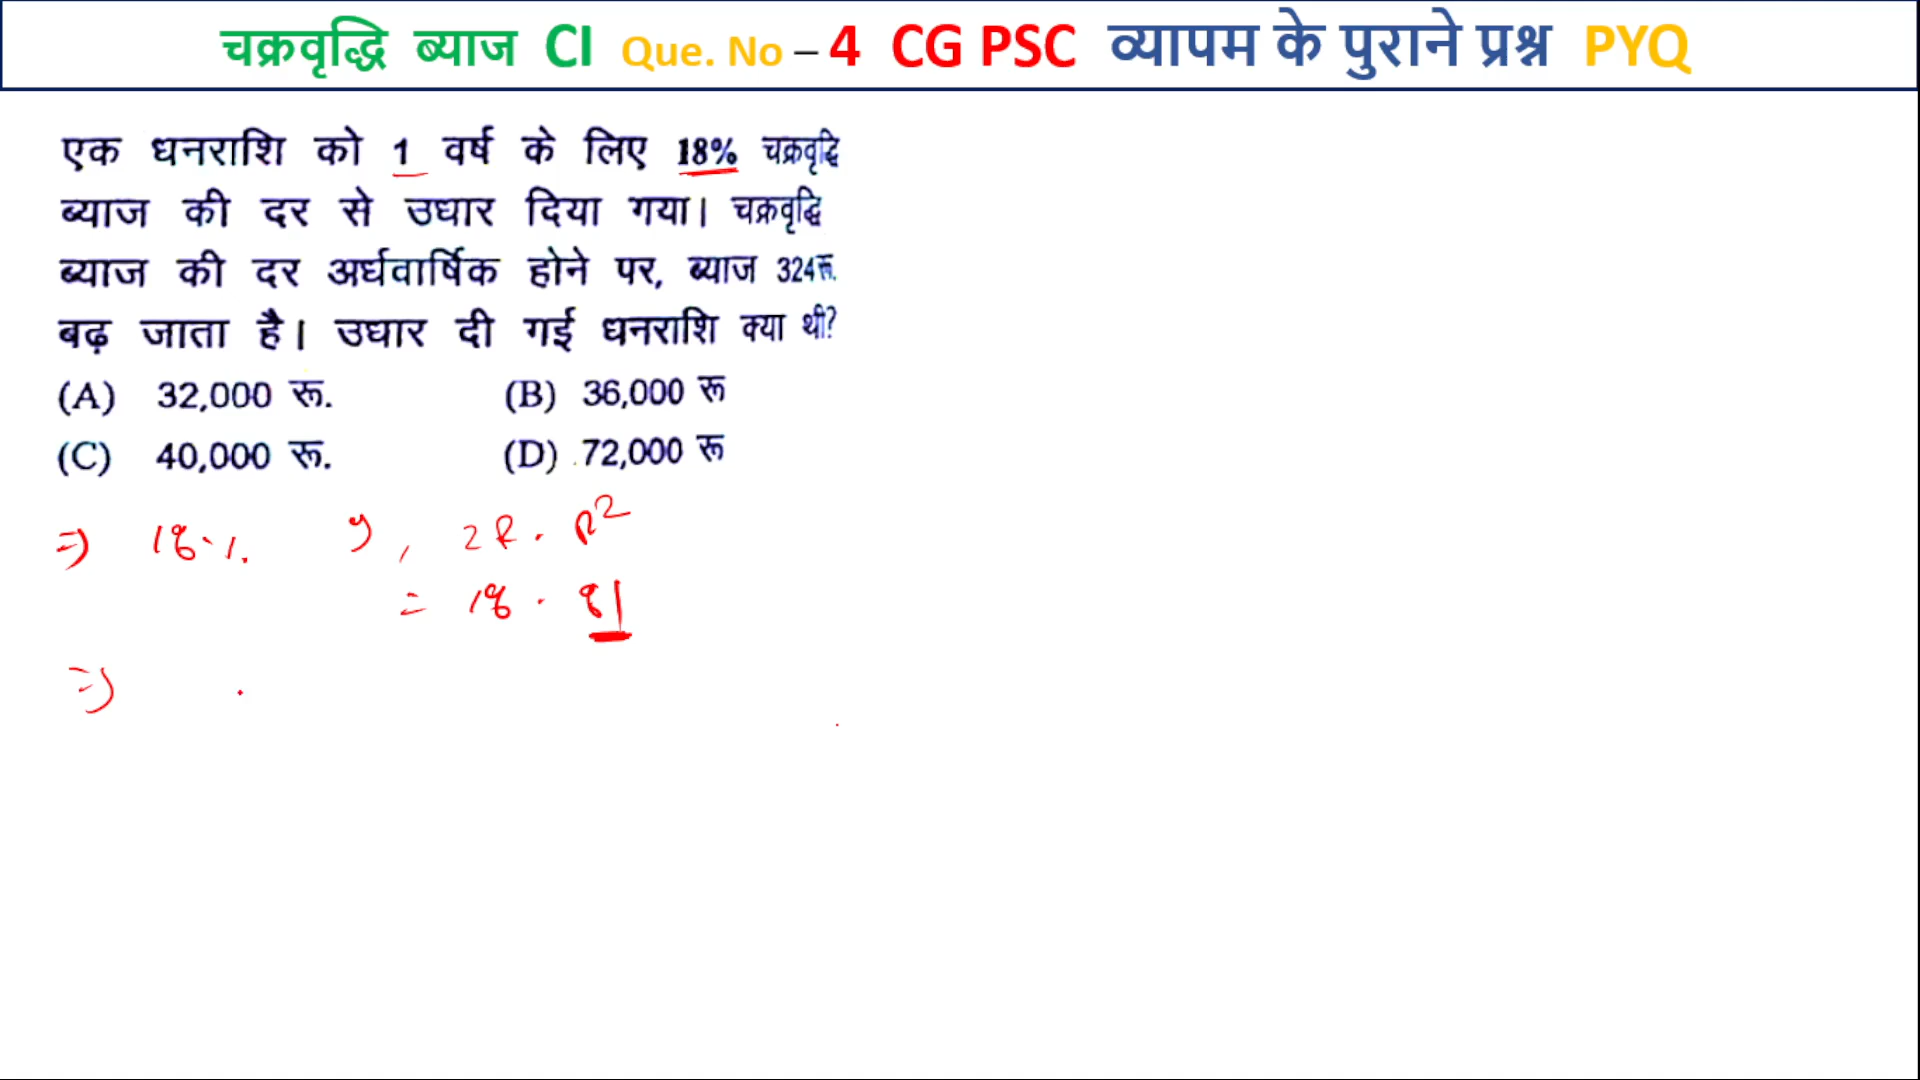 चक्रवृद्धि ब्याज CI Que. No – 4 CG PSC व्यापम के पुराने प्रश्न PYQ
एक धनराशि को 1 वर्ष के लिए 18% चक्रवृद्धि
ब्याज की दर से उधार दिया गया। चक्रवृद्धि
ब्याज की दर अर्धवार्षिक होने पर, ब्याज 324रू.
बढ़ जाता है। उधार दी गई धनराशि क्या थी?
(A) 32,000 रू. (B) 36,000 रू
(C) 40,000 रू. (D) 72,000 रू
=) 18.1. 9, 2R . R²
= 18 . 81
=)